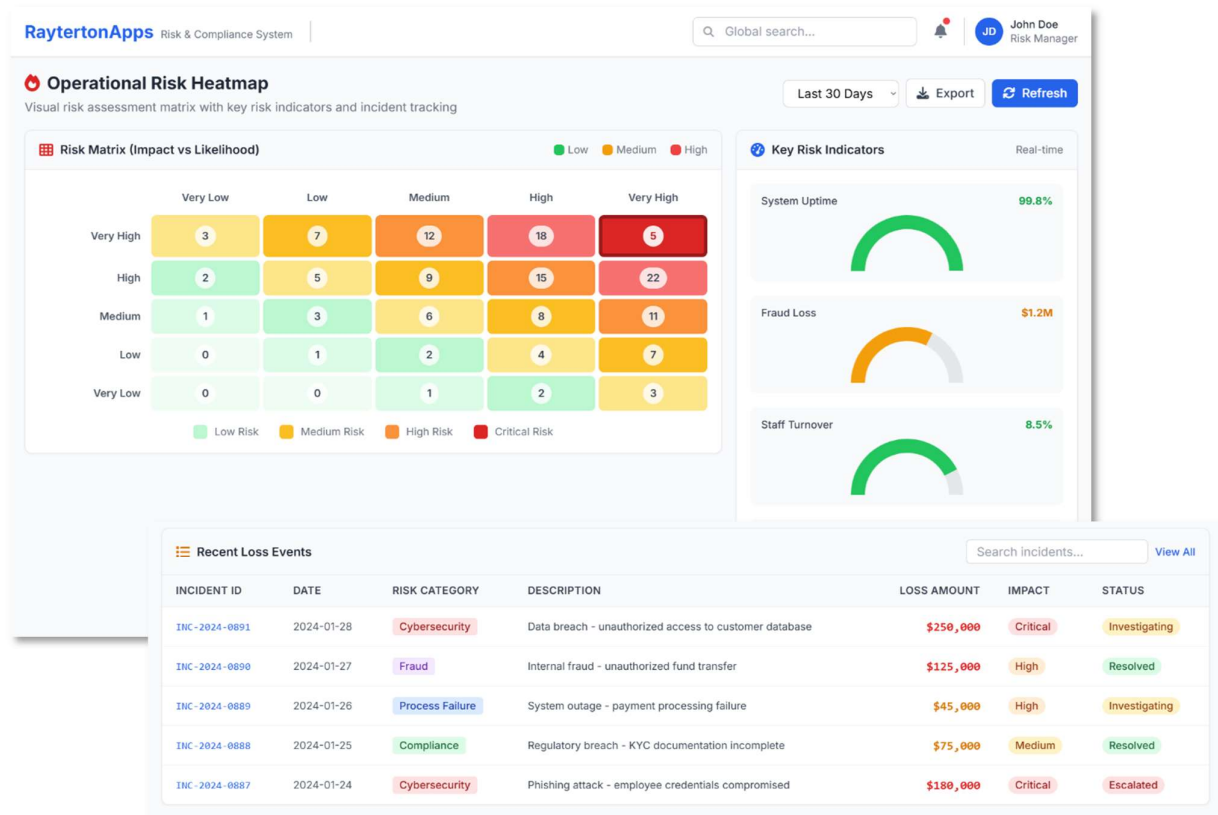 RaytertonApps Risk & Compliance System
Global search...
JD
John Doe
Risk Manager
Operational Risk Heatmap
Visual risk assessment matrix with key risk indicators and incident tracking
Last 30 Days
Export
Refresh
Risk Matrix (Impact vs Likelihood)
Low Medium High
Very Low Low Medium High Very High
Very High 3 7 12 18 5
High 2 5 9 15 22
Medium 1 3 6 8 11
Low 0 1 2 4 7
Very Low 0 0 1 2 3
Low Risk Medium Risk High Risk Critical Risk
Key Risk Indicators Real-time
System Uptime 99.8%
Fraud Loss $1.2M
Staff Turnover 8.5%
Recent Loss Events
Search incidents... View All
INCIDENT ID DATE RISK CATEGORY DESCRIPTION LOSS AMOUNT IMPACT STATUS
INC-2024-0891 2024-01-28 Cybersecurity Data breach - unauthorized access to customer database $250,000 Critical Investigating
INC-2024-0890 2024-01-27 Fraud Internal fraud - unauthorized fund transfer $125,000 High Resolved
INC-2024-0889 2024-01-26 Process Failure System outage - payment processing failure $45,000 High Investigating
INC-2024-0888 2024-01-25 Compliance Regulatory breach - KYC documentation incomplete $75,000 Medium Resolved
INC-2024-0887 2024-01-24 Cybersecurity Phishing attack - employee credentials compromised $180,000 Critical Escalated